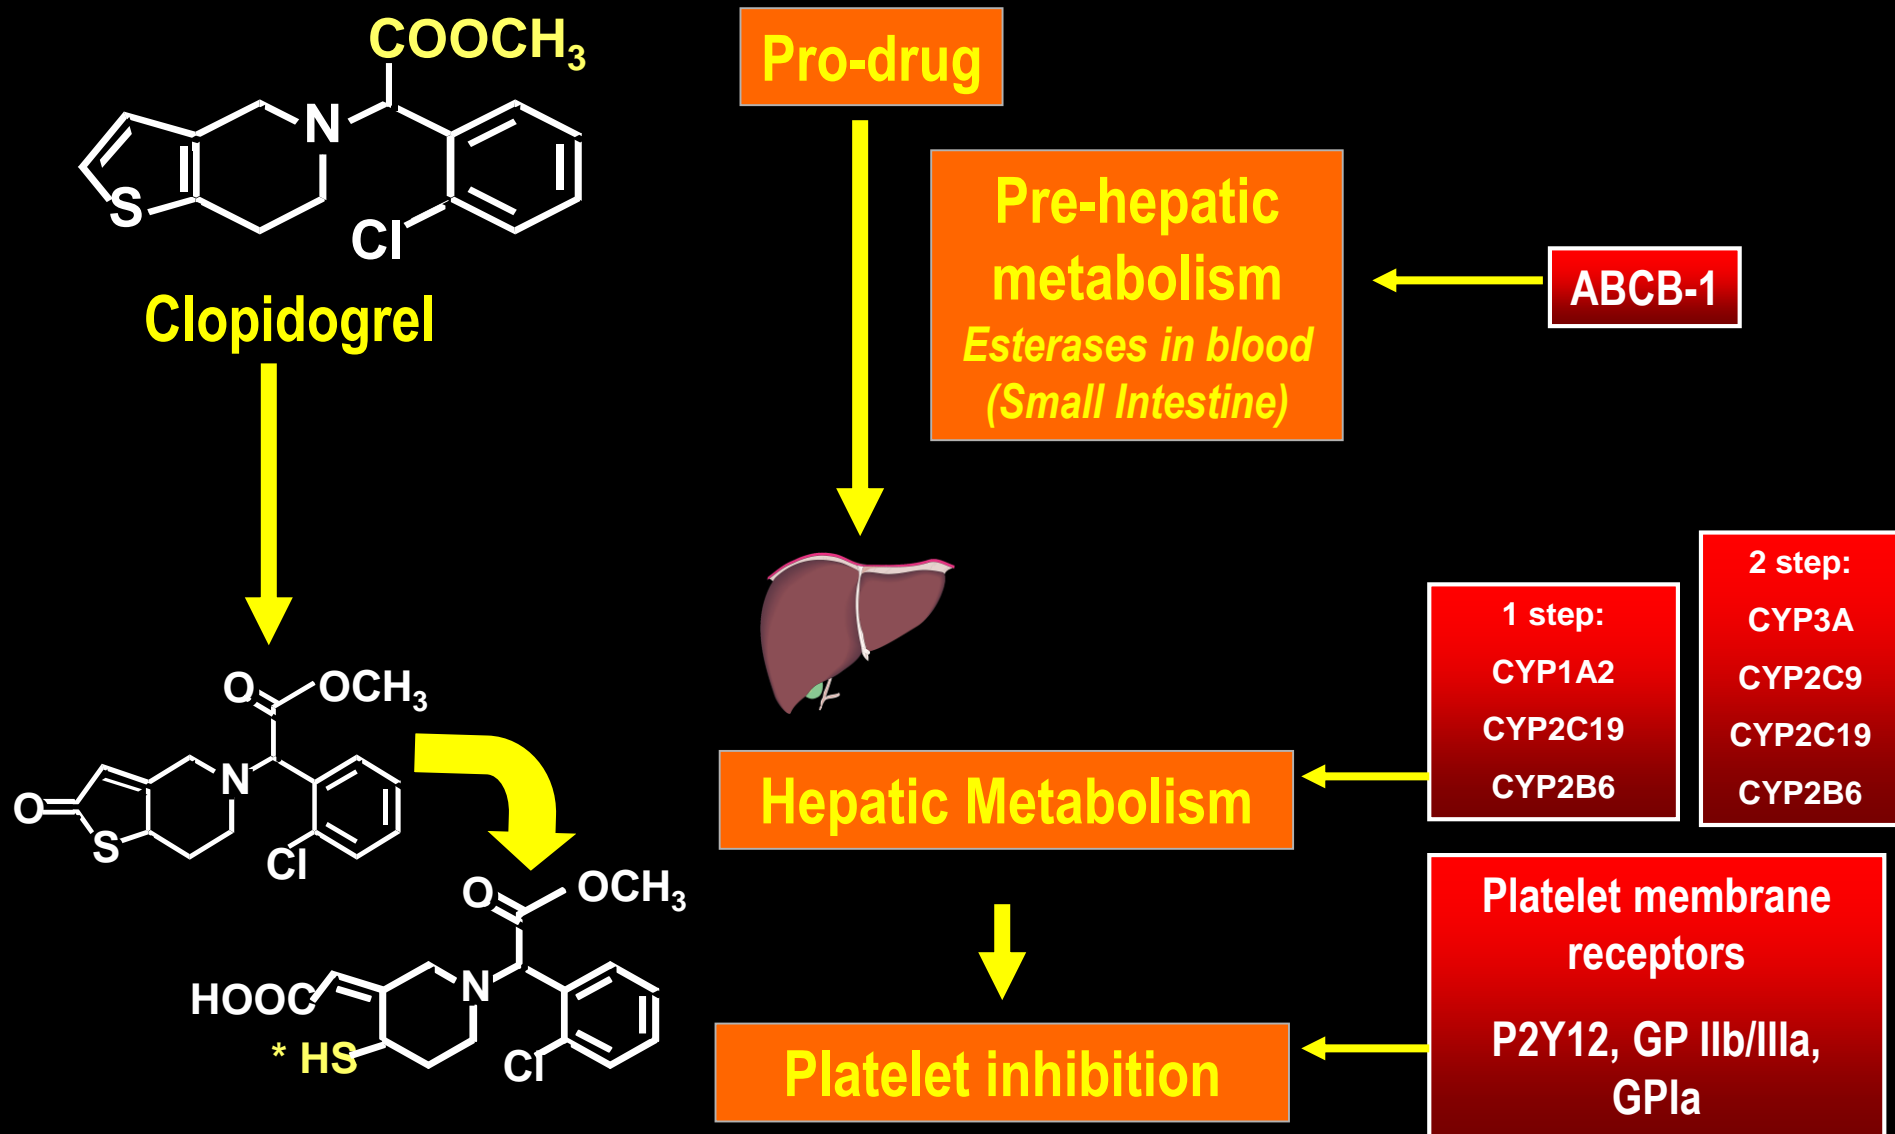 COOCH3
N
S
Cl
Clopidogrel
Pro-drug
Pre-hepatic
metabolism
Esterases in blood
(Small Intestine)
ABCB-1
O
OCH3
N
O
S
Cl
O
OCH3
N
HOOC
* HS
Cl
Hepatic Metabolism
1 step:
CYP1A2
CYP2C19
CYP2B6
2 step:
CYP3A
CYP2C9
CYP2C19
CYP2B6
Platelet inhibition
Platelet membrane
receptors
P2Y12, GP IIb/IIIa,
GPIa